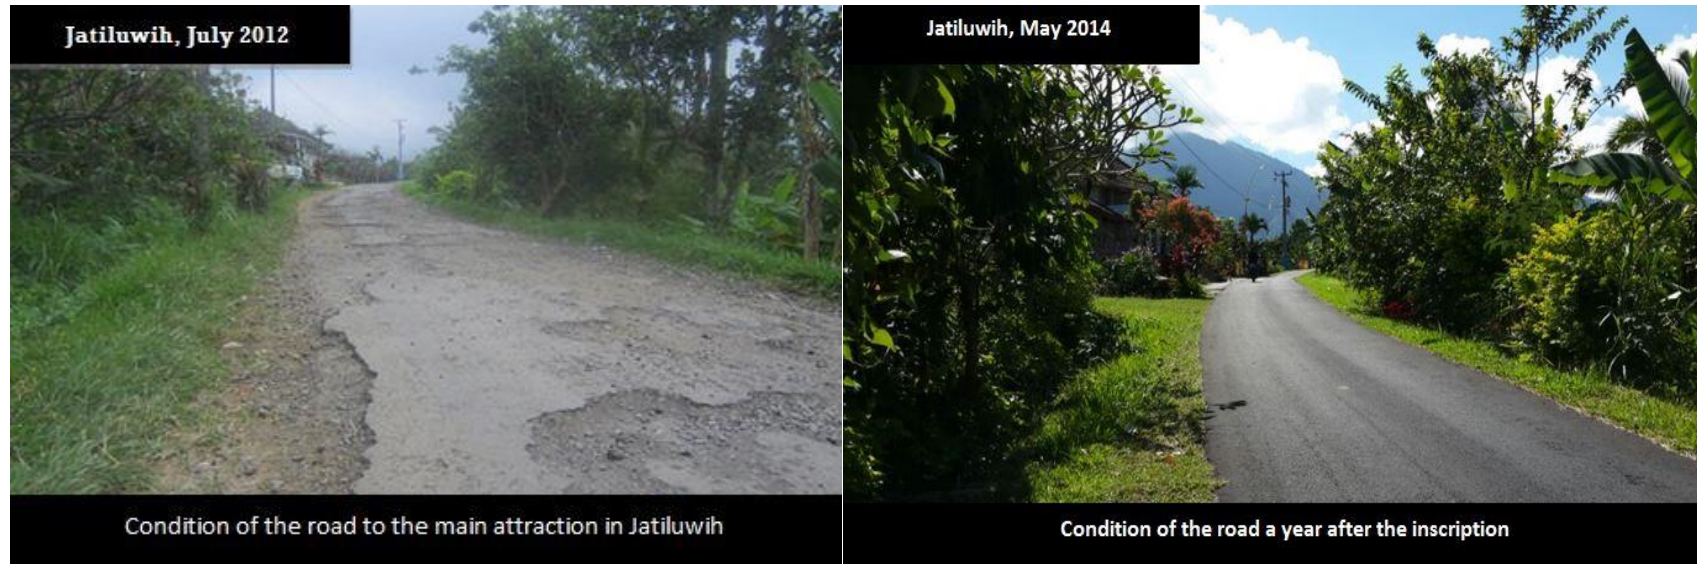 Jatiluwih, July 2012
Condition of the road to the main attraction in Jatiluwih
Jatiluwih, May 2014
Condition of the road a year after the inscription